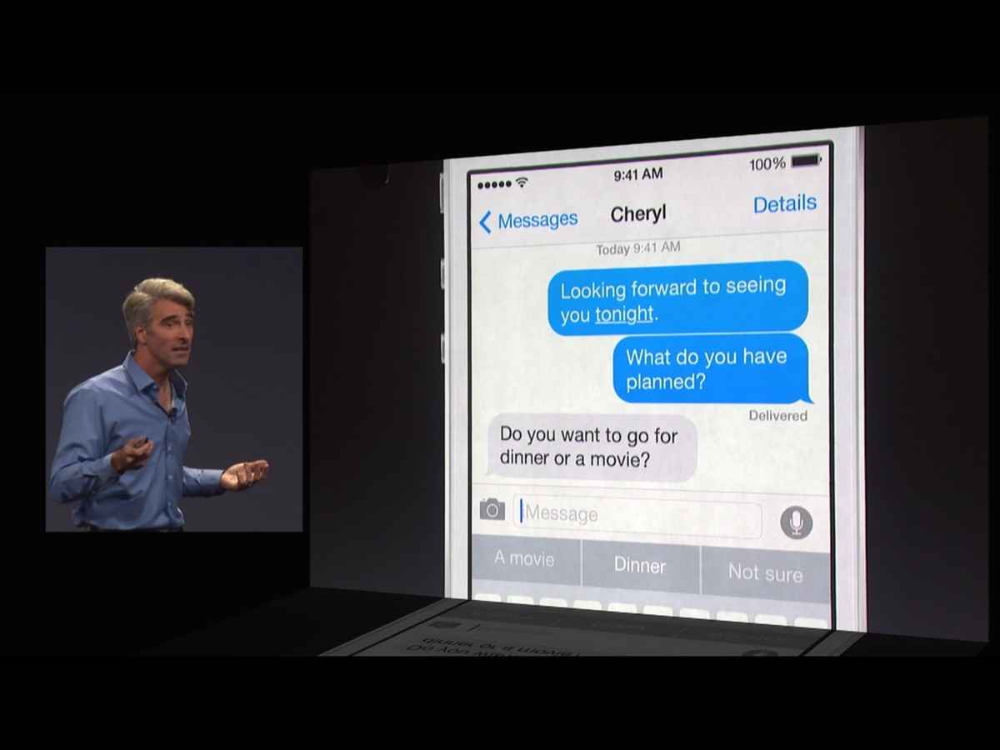 100%
9:41 AM
Messages
Cheryl
Details
Today 9:41 AM
Looking forward to seeing
you tonight.
What do you have
planned?
Delivered
Do you want to go for
dinner or a movie?
Message
A movie
Dinner
Not sure